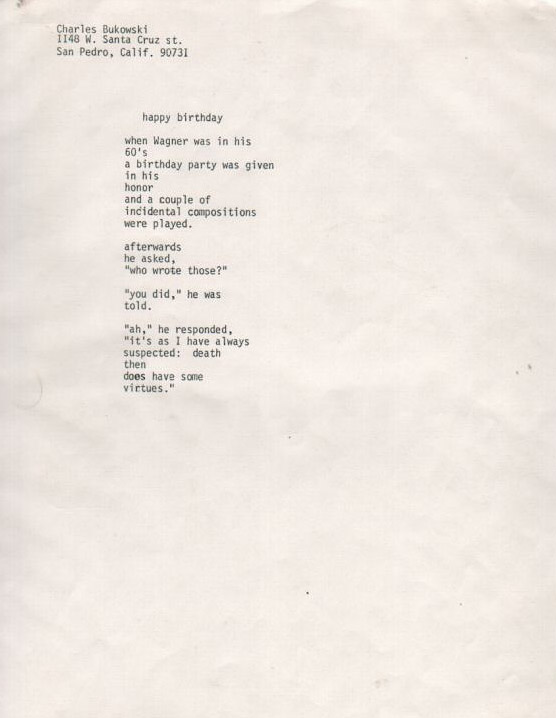 Charles Bukowski
1148 W. Santa Cruz st.
San Pedro, Calif. 90731
happy birthday
when Wagner was in his
60's
a birthday party was given
in his
honor
and a couple of
indidental compositions
were played.
afterwards
he asked,
"who wrote those?"
"you did," he was
told.
"ah," he responded,
"it's as I have always
suspected:  death
then
does have some
virtues."